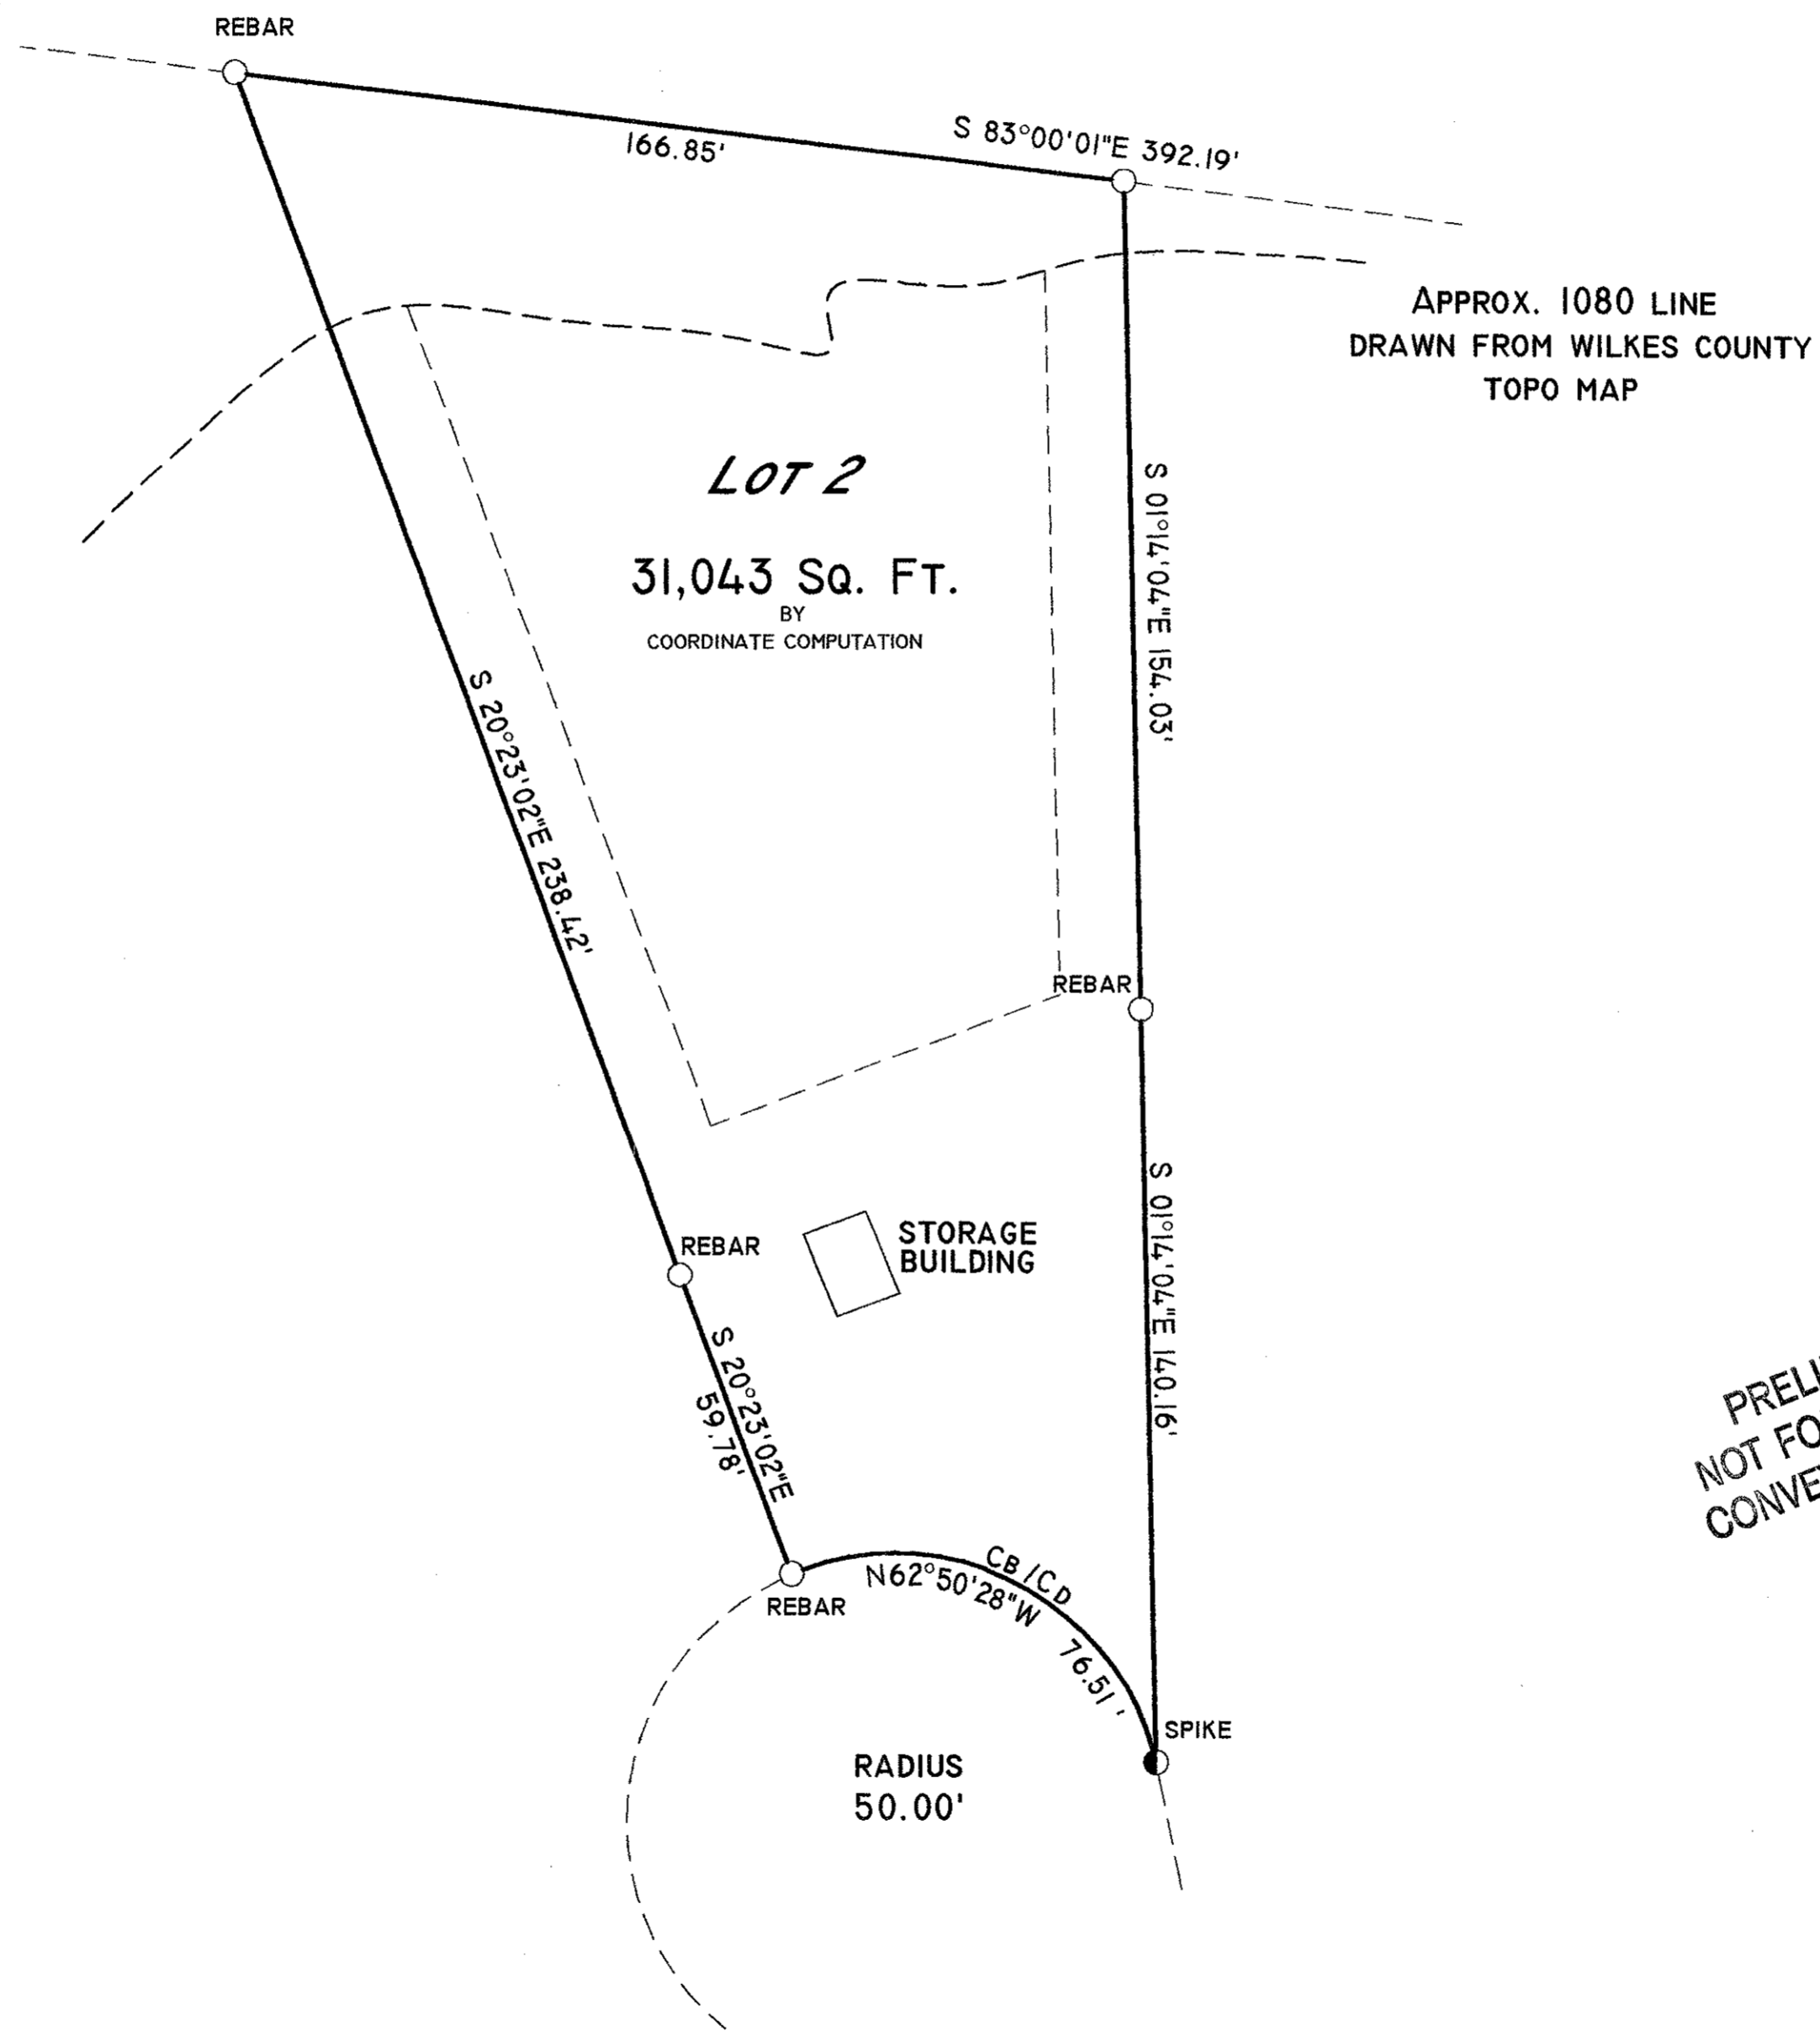 REBAR
166.85'
S 83°00'01"E 392.19'
APPROX. 1080 LINE
DRAWN FROM WILKES COUNTY
TOPO MAP
LOT 2
31,043 SQ. FT.
BY
COORDINATE COMPUTATION
S 01°14'04"E 154.03'
S 20°23'02"E 238.42'
REBAR
REBAR
STORAGE
BUILDING
S 01°14'04"E 140.16'
S 20°23'02"E
59.78'
REBAR
CB/CD
N62°50'28"W 76.51'
SPIKE
RADIUS
50.00'
NOT